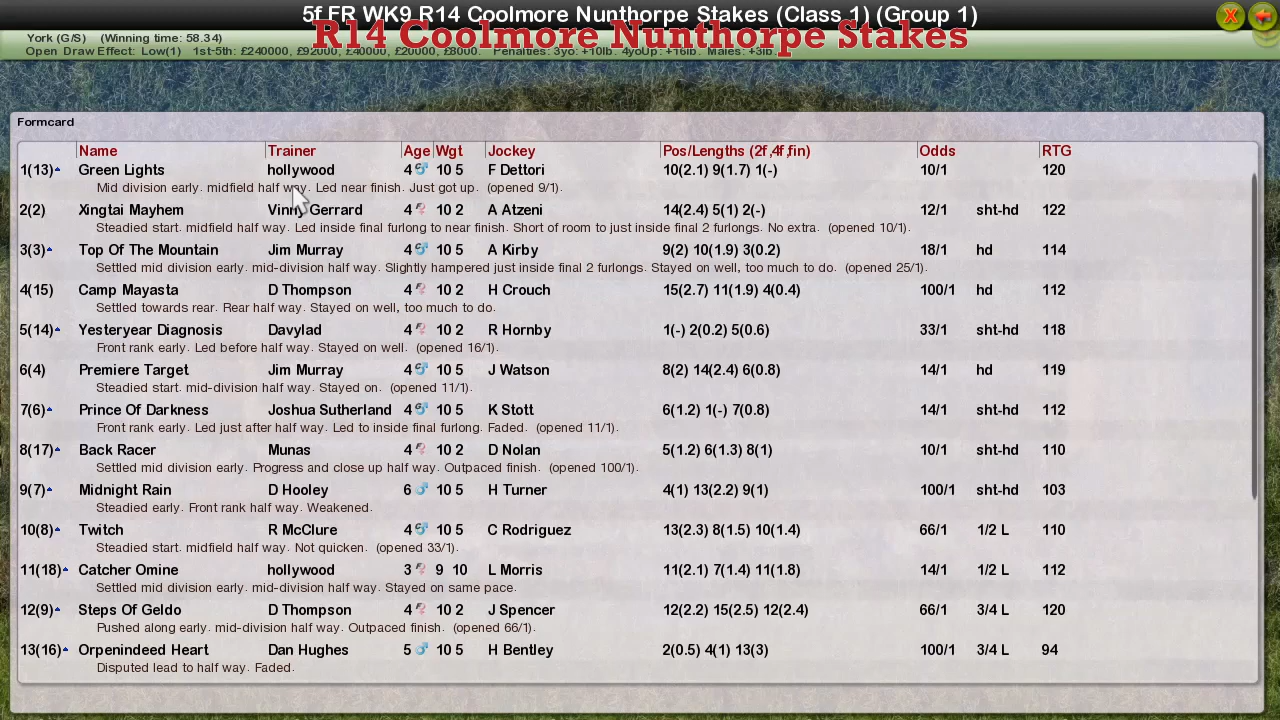 5f FR WK9 R14 Coolmore Nunthorpe Stakes (Class 1) (Group 1)
R14 Coolmore Nunthorpe Stakes
York (G/S) (Winning time: 58.34)
Open Draw Effect: Low(1) 1st-5th: £240000, £92000, £40000, £20000, £8000. Penalties: 3yo: +10lb. 4yoUp: +16lb. Males: +3lb.
Formcard
Name Trainer Age Wgt Jockey Pos/Lengths (2f,4f,fin) Odds RTG
1(13) Green Lights hollywood 4 10 5 F Dettori 10(2.1) 9(1.7) 1(-) 10/1 120
Mid division early. midfield half way. Led near finish. Just got up. (opened 9/1).
2(2) Xingtai Mayhem Vinny Gerrard 4 10 2 A Atzeni 14(2.4) 5(1) 2(-) 12/1 sht-hd 122
Steadied start. midfield half way. Led inside final furlong to near finish. Short of room to just inside final 2 furlongs. No extra. (opened 10/1).
3(3) Top Of The Mountain Jim Murray 4 10 5 A Kirby 9(2) 10(1.9) 3(0.2) 18/1 hd 114
Settled mid division early. mid-division half way. Slightly hampered just inside final 2 furlongs. Stayed on well, too much to do. (opened 25/1).
4(15) Camp Mayasta D Thompson 4 10 2 H Crouch 15(2.7) 11(1.9) 4(0.4) 100/1 hd 112
Settled towards rear. Rear half way. Stayed on well, too much to do.
5(14) Yesteryear Diagnosis Davylad 4 10 2 R Hornby 1(-) 2(0.2) 5(0.6) 33/1 sht-hd 118
Front rank early. Led before half way. Stayed on well. (opened 16/1).
6(4) Premiere Target Jim Murray 4 10 5 J Watson 8(2) 14(2.4) 6(0.8) 14/1 hd 119
Steadied start. mid-division half way. Stayed on. (opened 11/1).
7(6) Prince Of Darkness Joshua Sutherland 4 10 5 K Stott 6(1.2) 1(-) 7(0.8) 14/1 sht-hd 112
Front rank early. Led just after half way. Led to inside final furlong. Faded. (opened 11/1).
8(17) Back Racer Munas 4 10 2 D Nolan 5(1.2) 6(1.3) 8(1) 10/1 sht-hd 110
Settled mid division early. Progress and close up half way. Outpaced finish. (opened 100/1).
9(7) Midnight Rain D Hooley 6 10 5 H Turner 4(1) 13(2.2) 9(1) 100/1 sht-hd 103
Steadied early. Front rank half way. Weakened.
10(8) Twitch R McClure 4 10 5 C Rodriguez 13(2.3) 8(1.5) 10(1.4) 66/1 1/2 L 110
Steadied start. midfield half way. Not quicken. (opened 33/1).
11(18) Catcher Omine hollywood 3 9 10 L Morris 11(2.1) 7(1.4) 11(1.8) 14/1 1/2 L 112
Settled mid division early. mid-division half way. Stayed on same pace.
12(9) Steps Of Geldo D Thompson 4 10 2 J Spencer 12(2.2) 15(2.5) 12(2.4) 66/1 3/4 L 120
Pushed along early. mid-division half way. Outpaced finish. (opened 66/1).
13(16) Orpenindeed Heart Dan Hughes 5 10 5 H Bentley 2(0.5) 4(1) 13(3) 100/1 3/4 L 94
Disputed lead to half way. Faded.